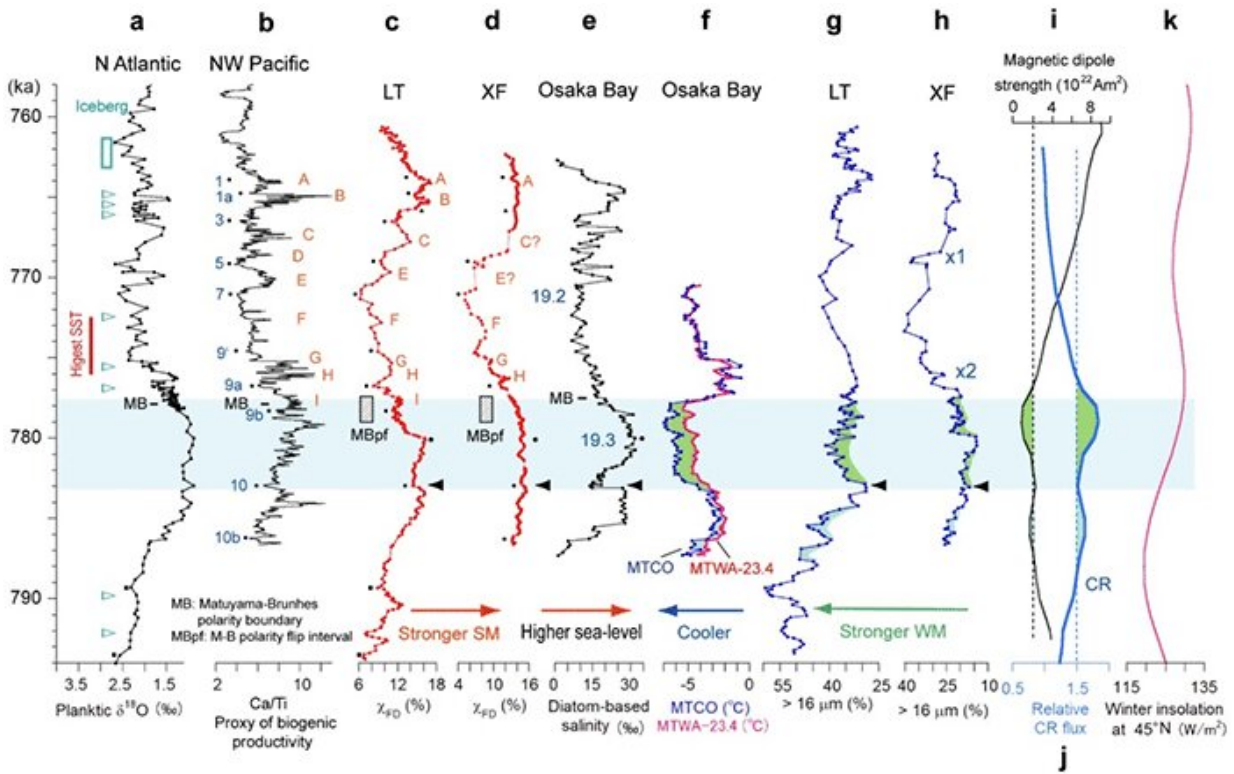 a b c d e f g h i k
N Atlantic NW Pacific LT XF Osaka Bay Osaka Bay LT XF
Magnetic dipole
strength (10²²Am²)
0 4 8
(ka)
760
770
780
790
Iceberg
Higest SST
MB
1
1a
3
5
7
9'
9a
MB
9b
10
10b
A
B
C
D
E
F
G
H
I
A
B
C
E
F
G
H
I
MBpf
A
C?
E?
F
G
H
MBpf
19.2
MB
19.3
MTCO
MTWA-23.4
x1
x2
CR
MB: Matuyama-Brunhes
polarity boundary
MBpf: M-B polarity flip interval
Stronger SM
Higher sea-level
Cooler
Stronger WM
3.5 2.5 1.5
Planktic δ¹⁸O (‰)
2 7
Ca/Ti
Proxy of biogenic
productivity
6 12 18
χFD (%)
4 10 16
χFD (%)
0 15 30
Diatom-based
salinity (‰)
-5 0
MTCO (°C)
MTWA-23.4 (°C)
55 40 25
> 16 μm (%)
40 25 10
> 16 μm (%)
0.5 1.5
Relative
CR flux
j
115 135
Winter insolation
at 45°N (W/m²)